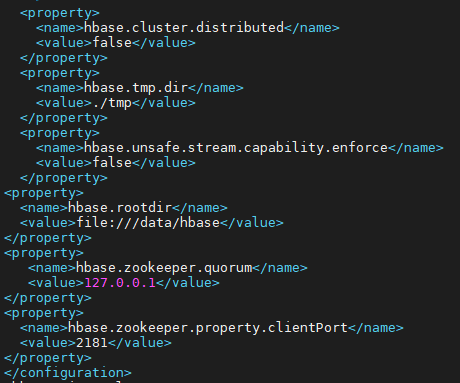 <property>
<name>hbase.cluster.distributed</name>
<value>false</value>
</property>
<property>
<name>hbase.tmp.dir</name>
<value>./tmp</value>
</property>
<property>
<name>hbase.unsafe.stream.capability.enforce</name>
<value>false</value>
</property>
<property>
<name>hbase.rootdir</name>
<value>file:///data/hbase</value>
</property>
<property>
<name>hbase.zookeeper.quorum</name>
<value>127.0.0.1</value>
</property>
<property>
<name>hbase.zookeeper.property.clientPort</name>
<value>2181</value>
</property>
</configuration>